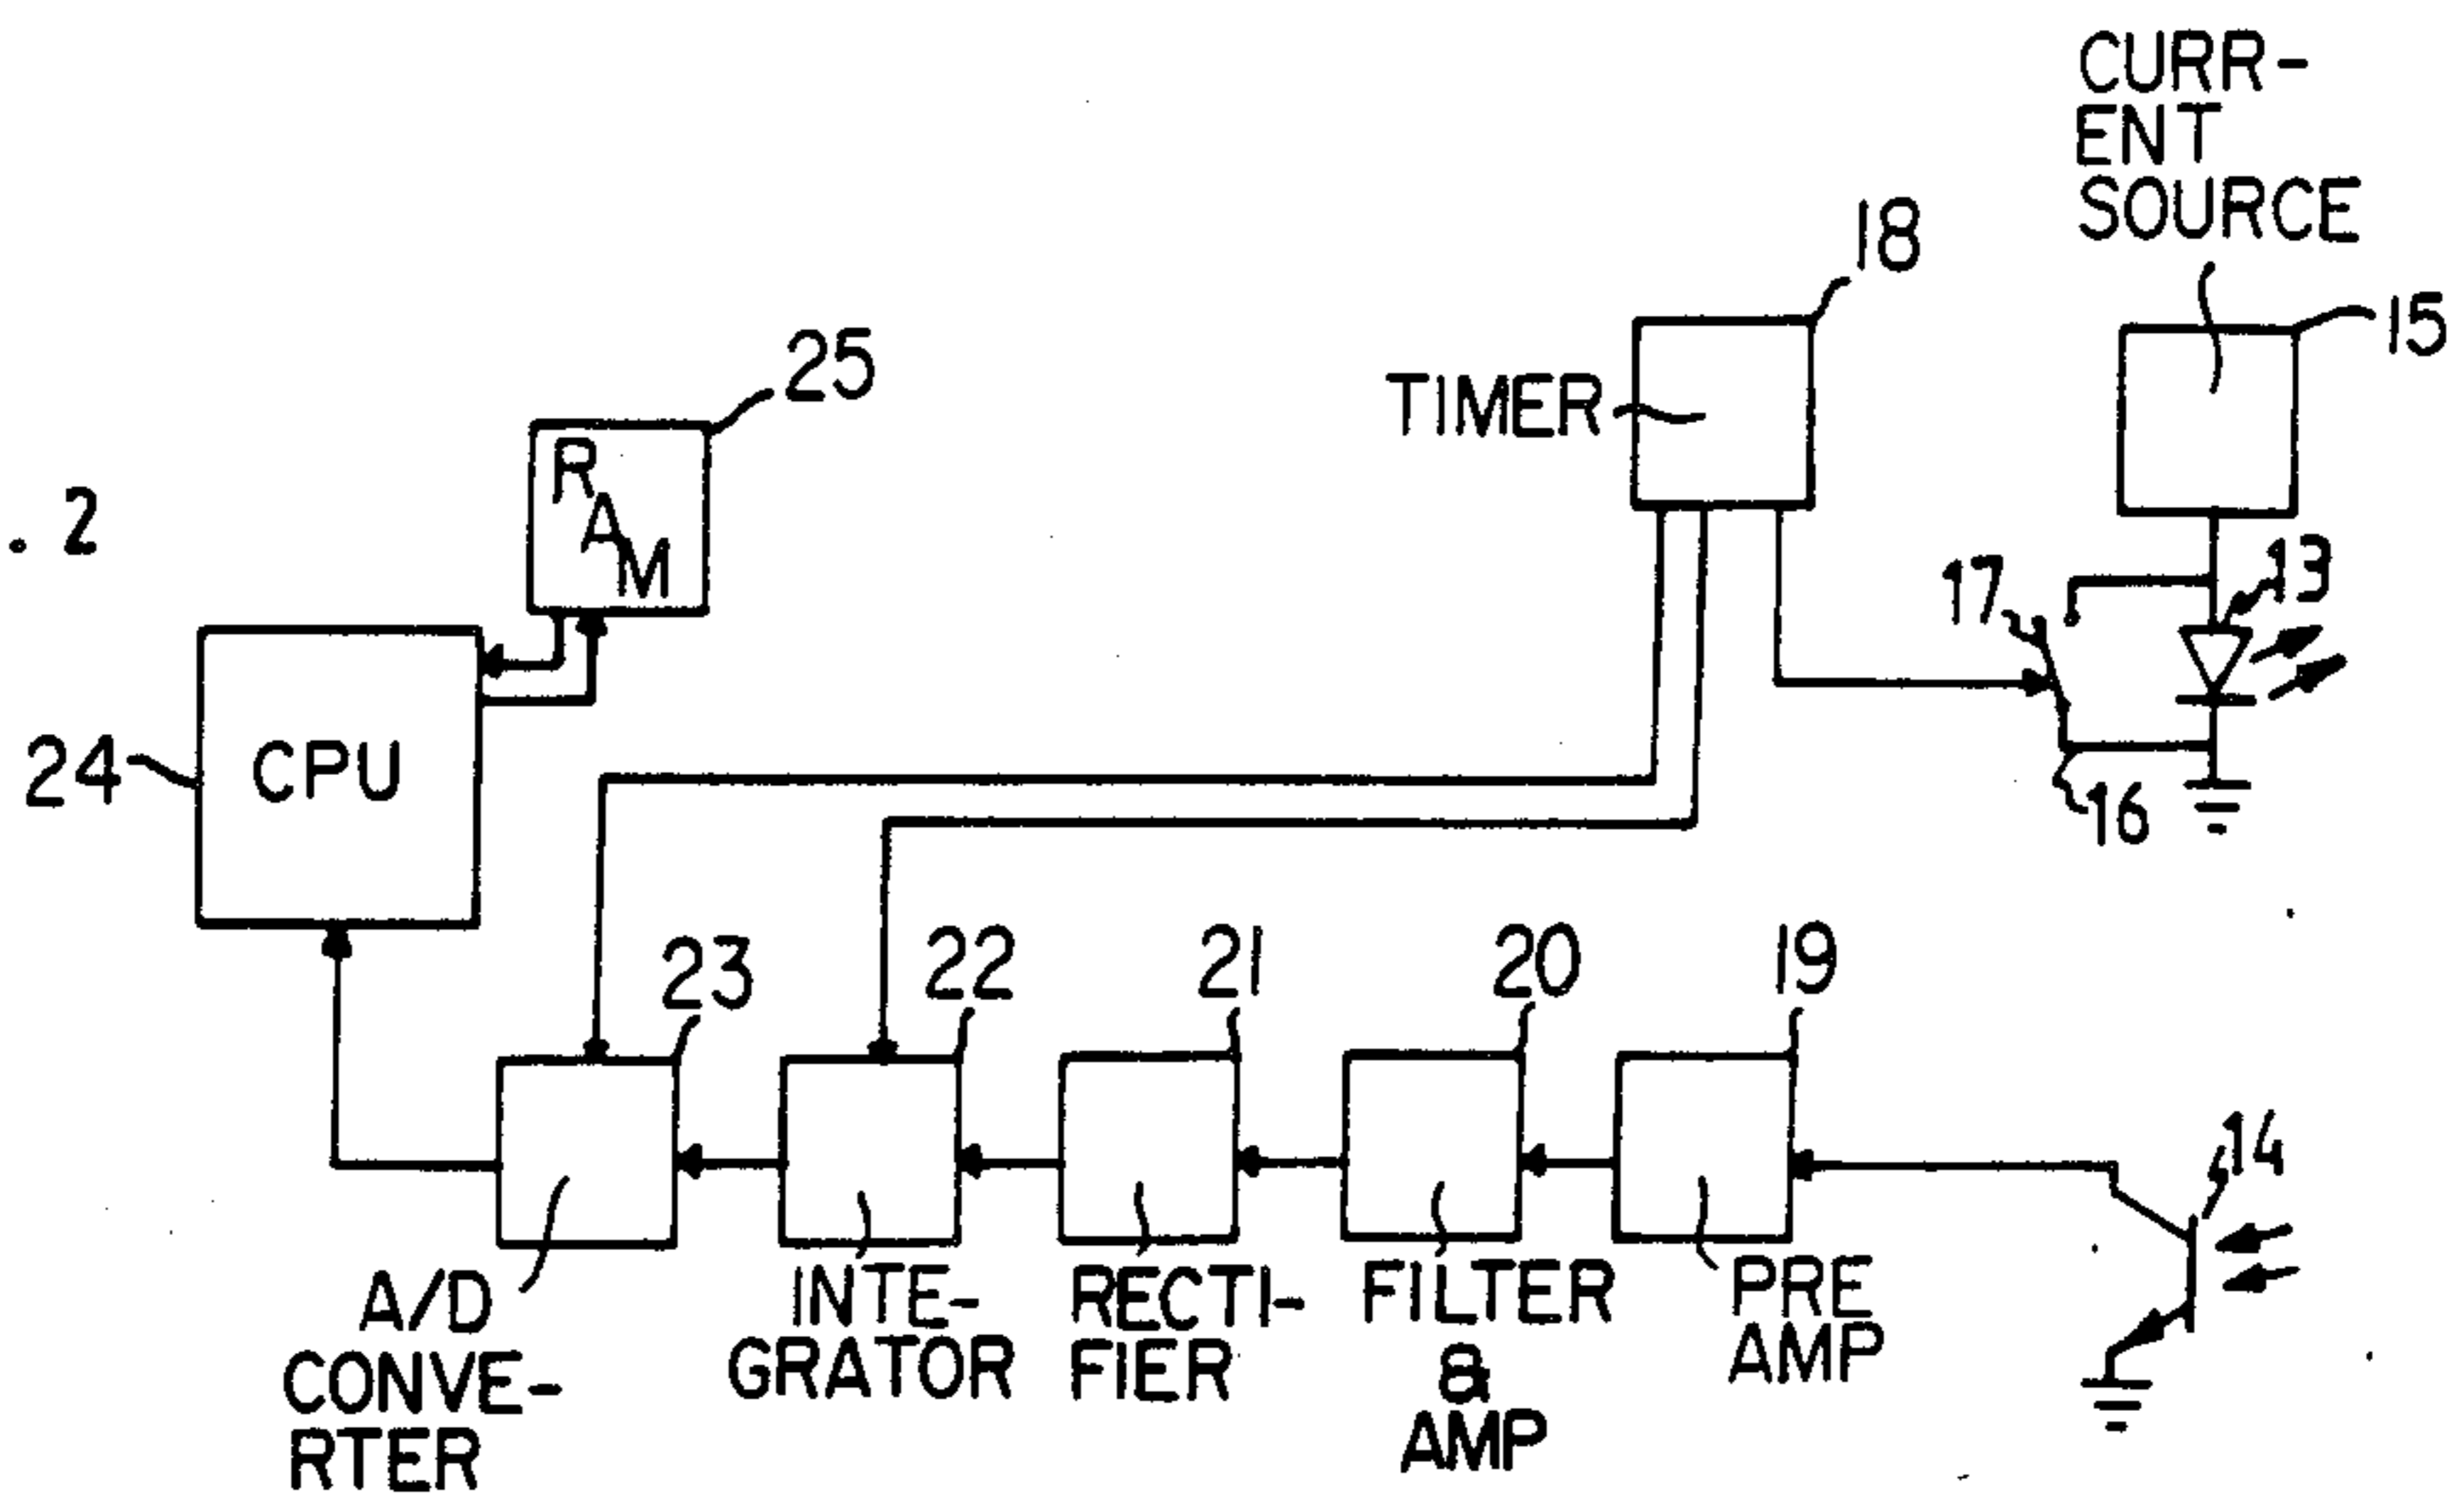 CURR-
ENT
SOURCE
18
15
25
TIMER
R
A
M
. 2
17
13
24
CPU
16
23
22
21
20
19
14
A/D
CONVE-
RTER
INTE-
GRATOR
RECTI-
FIER
FILTER
&
AMP
PRE
AMP